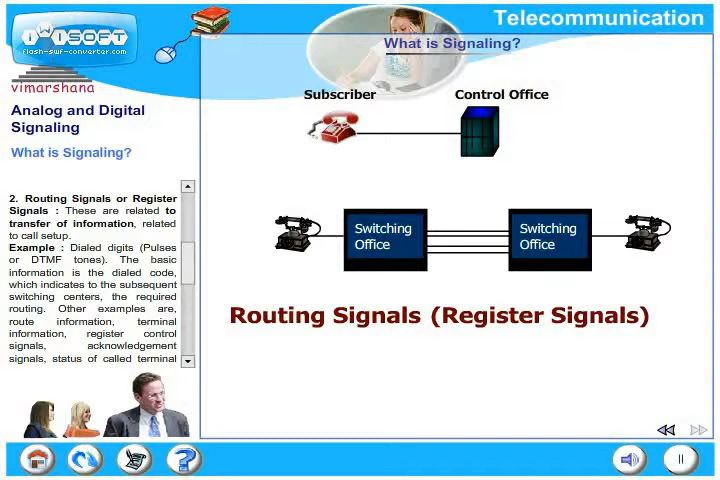 Telecommunication
iWiSOFT
flash-swf-converter.com
What is Signaling?
vimarshana
Analog and Digital
Signaling
What is Signaling?
Subscriber
Control Office
2. Routing Signals or Register
Signals : These are related to
transfer of information, related
to call setup.
Example : Dialed digits (Pulses
or DTMF tones). The basic
information is the dialed code,
which indicates to the subsequent
switching centers, the required
routing. Other examples are,
route information, terminal
information, register control
signals, acknowledgement
signals, status of called terminal
Switching
Office
Switching
Office
Routing Signals (Register Signals)